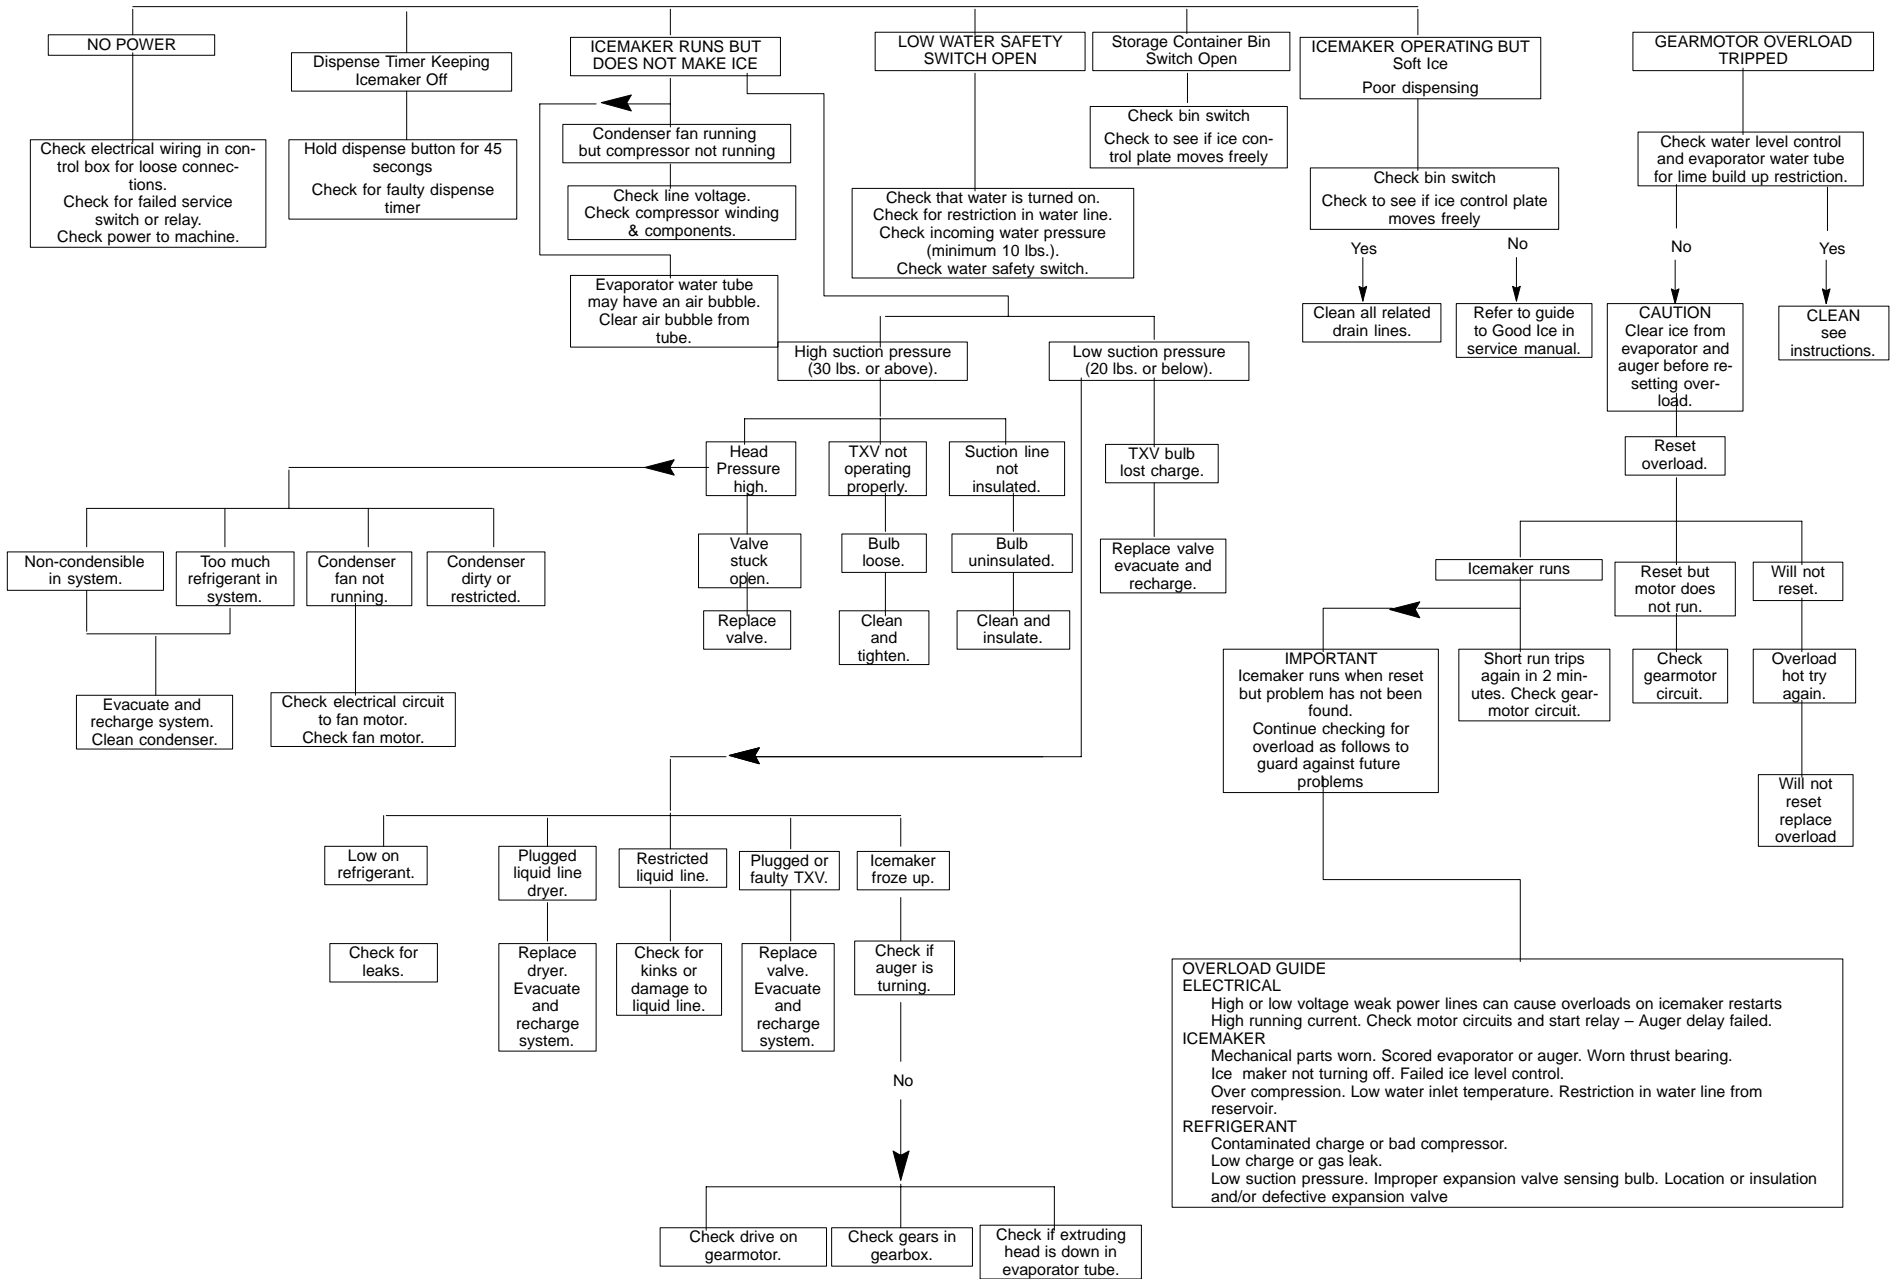 NO POWER
Check electrical wiring in con-
trol box for loose connec-
tions.
Check for failed service
switch or relay.
Check power to machine.
Dispense Timer Keeping
Icemaker Off
Hold dispense button for 45
secongs
Check for faulty dispense
timer
ICEMAKER RUNS BUT
DOES NOT MAKE ICE
Condenser fan running
but compressor not running
Check line voltage.
Check compressor winding
& components.
Evaporator water tube
may have an air bubble.
Clear air bubble from
tube.
LOW WATER SAFETY
SWITCH OPEN
Check that water is turned on.
Check for restriction in water line.
Check incoming water pressure
(minimum 10 lbs.).
Check water safety switch.
Storage Container Bin
Switch Open
Check bin switch
Check to see if ice con-
trol plate moves freely
ICEMAKER OPERATING BUT
Soft Ice
Poor dispensing
Check bin switch
Check to see if ice control plate
moves freely
Yes
No
Clean all related
drain lines.
Refer to guide
to Good Ice in
service manual.
GEARMOTOR OVERLOAD
TRIPPED
Check water level control
and evaporator water tube
for lime build up restriction.
No
Yes
CAUTION
Clear ice from
evaporator and
auger before re-
setting over-
load.
CLEAN
see
instructions.
High suction pressure
(30 lbs. or above).
Low suction pressure
(20 lbs. or below).
Head
Pressure
high.
TXV not
operating
properly.
Suction line
not
insulated.
TXV bulb
lost charge.
Reset
overload.
Non-condensible
in system.
Too much
refrigerant in
system.
Condenser
fan not
running.
Condenser
dirty or
restricted.
Valve
stuck
open.
Bulb
loose.
Bulb
uninsulated.
Replace valve
evacuate and
recharge.
Replace
valve.
Clean
and
tighten.
Clean and
insulate.
Evacuate and
recharge system.
Clean condenser.
Check electrical circuit
to fan motor.
Check fan motor.
Icemaker runs
Reset but
motor does
not run.
Will not
reset.
IMPORTANT
Icemaker runs when reset
but problem has not been
found.
Continue checking for
overload as follows to
guard against future
problems
Short run trips
again in 2 min-
utes. Check gear-
motor circuit.
Check
gearmotor
circuit.
Overload
hot try
again.
Will not
reset
replace
overload
Low on
refrigerant.
Plugged
liquid line
dryer.
Restricted
liquid line.
Plugged or
faulty TXV.
Icemaker
froze up.
Check for
leaks.
Replace
dryer.
Evacuate
and
recharge
system.
Check for
kinks or
damage to
liquid line.
Replace
valve.
Evacuate
and
recharge
system.
Check if
auger is
turning.
No
Check drive on
gearmotor.
Check gears in
gearbox.
Check if extruding
head is down in
evaporator tube.
OVERLOAD GUIDE
ELECTRICAL
High or low voltage weak power lines can cause overloads on icemaker restarts
High running current. Check motor circuits and start relay – Auger delay failed.
ICEMAKER
Mechanical parts worn. Scored evaporator or auger. Worn thrust bearing.
Ice maker not turning off. Failed ice level control.
Over compression. Low water inlet temperature. Restriction in water line from
reservoir.
REFRIGERANT
Contaminated charge or bad compressor.
Low charge or gas leak.
Low suction pressure. Improper expansion valve sensing bulb. Location or insulation
and/or defective expansion valve